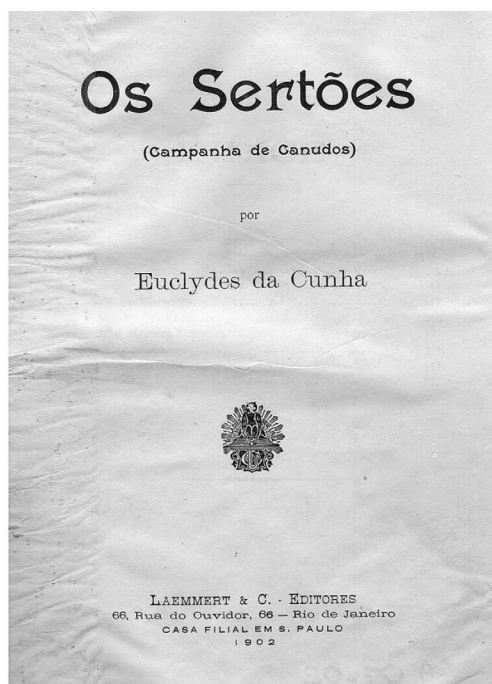 Os Sertões
(Campanha de Canudos)
por
Euclydes da Cunha
LAEMMERT & C. - EDITORES
66, Rua do Ouvidor, 66 — Rio de Janeiro
CASA FILIAL EM S. PAULO
1902